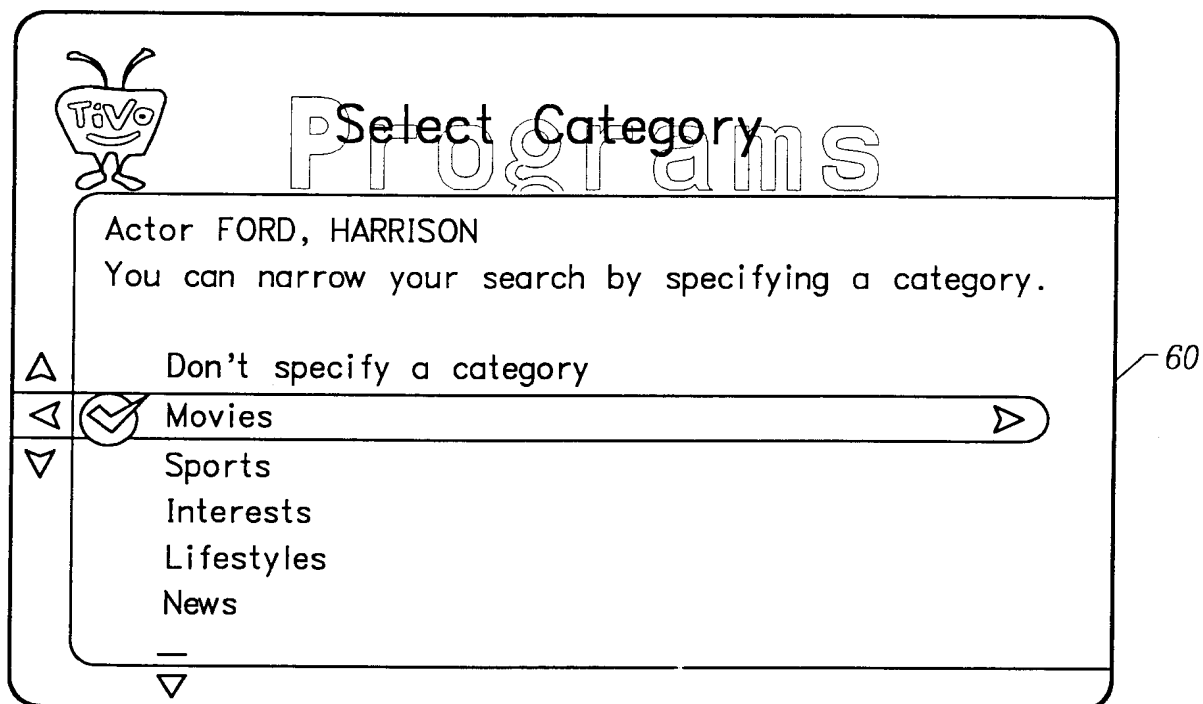 TiVo
Select Category
Programs
Actor FORD, HARRISON
You can narrow your search by specifying a category.
Don't specify a category
60
Movies
Sports
Interests
Lifestyles
News